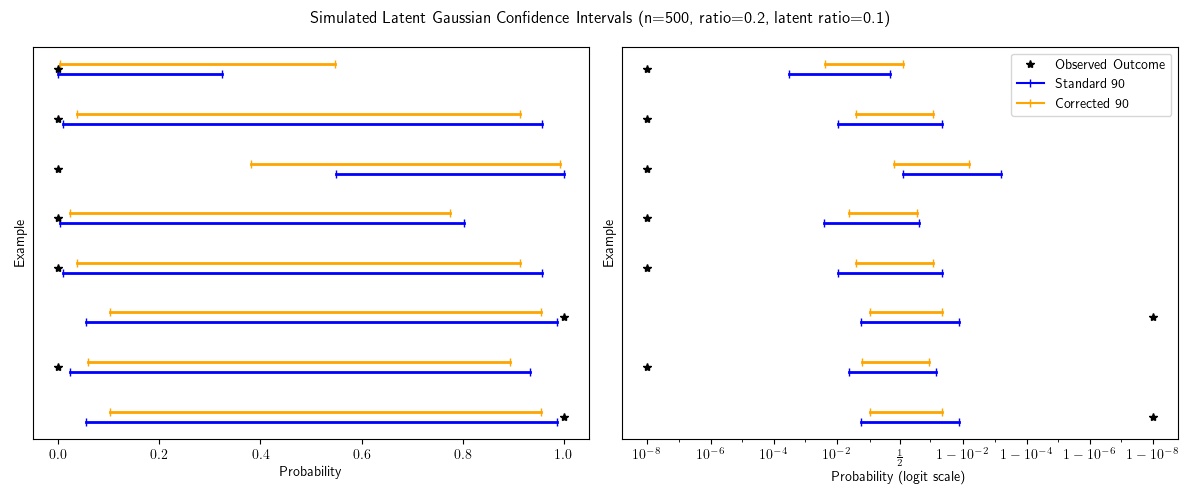 Simulated Latent Gaussian Confidence Intervals (n=500, ratio=0.2, latent ratio=0.1)
Example
0.0 0.2 0.4 0.6 0.8 1.0
Probability
Observed Outcome
Standard 90
Corrected 90
Example
10⁻⁸ 10⁻⁶ 10⁻⁴ 10⁻² 1/2 1−10⁻² 1−10⁻⁴ 1−10⁻⁶ 1−10⁻⁸
Probability (logit scale)